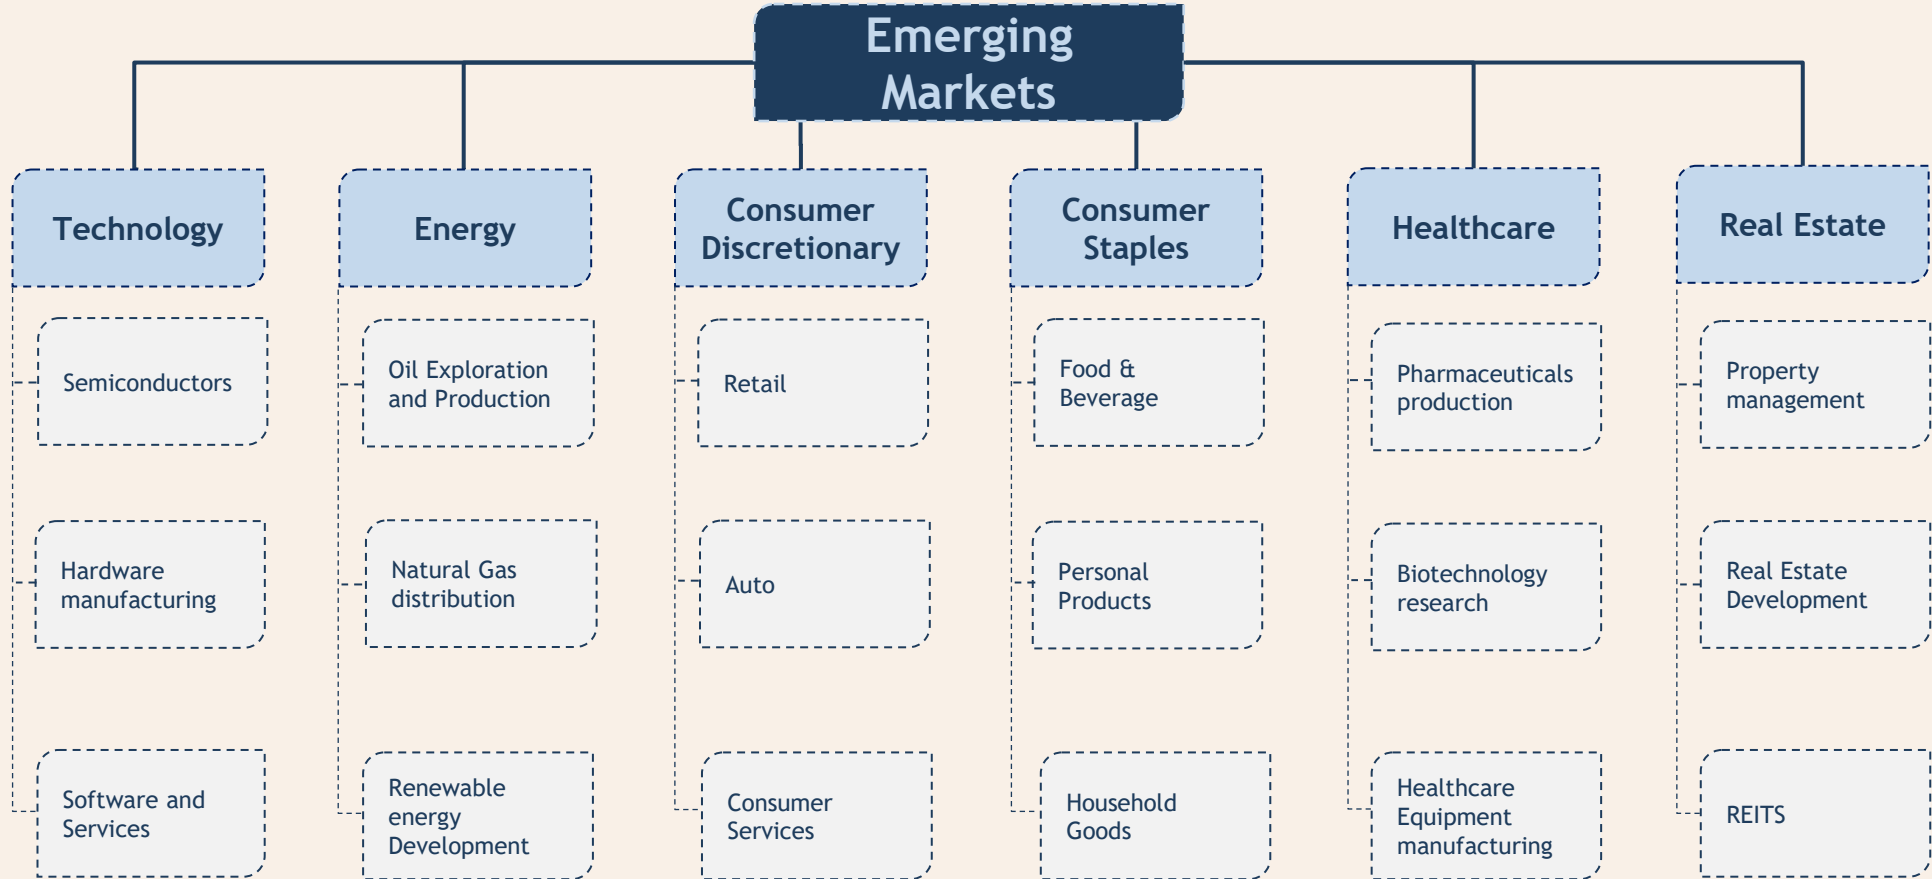 Emerging
Markets
Technology
Energy
Consumer
Discretionary
Consumer
Staples
Healthcare
Real Estate
Semiconductors
Oil Exploration
and Production
Retail
Food &
Beverage
Pharmaceuticals
production
Property
management
Hardware
manufacturing
Natural Gas
distribution
Auto
Personal
Products
Biotechnology
research
Real Estate
Development
Software and
Services
Renewable
energy
Development
Consumer
Services
Household
Goods
Healthcare
Equipment
manufacturing
REITS